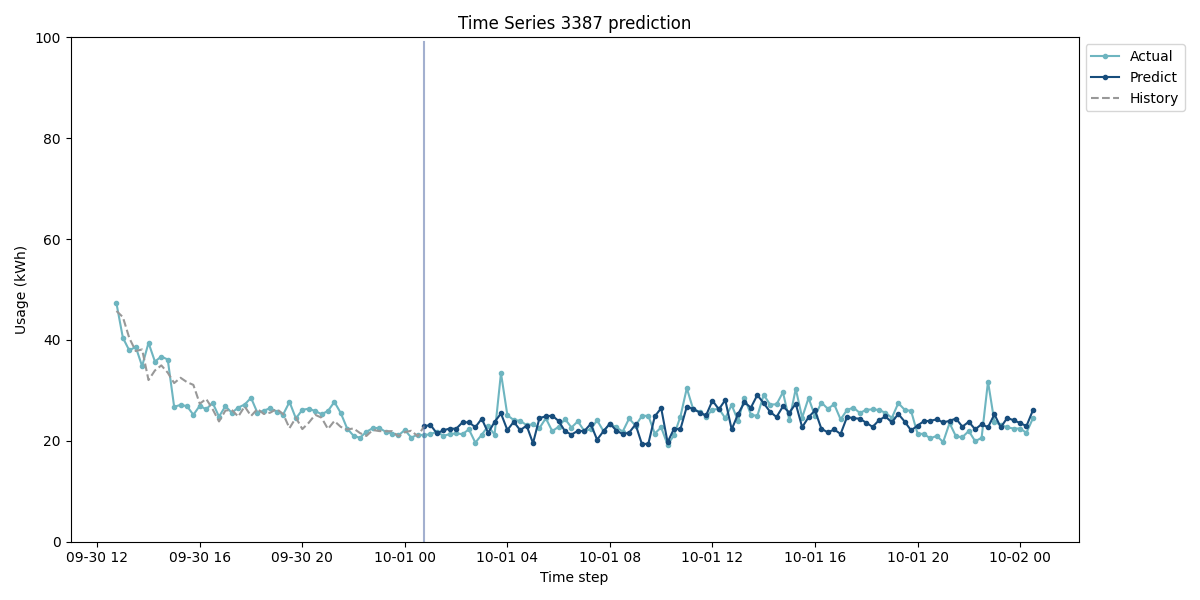 Time Series 3387 prediction
100
80
60
40
20
0
Usage (kWh)
09-30 12
09-30 16
09-30 20
10-01 00
10-01 04
10-01 08
10-01 12
10-01 16
10-01 20
10-02 00
Time step
Actual
Predict
History